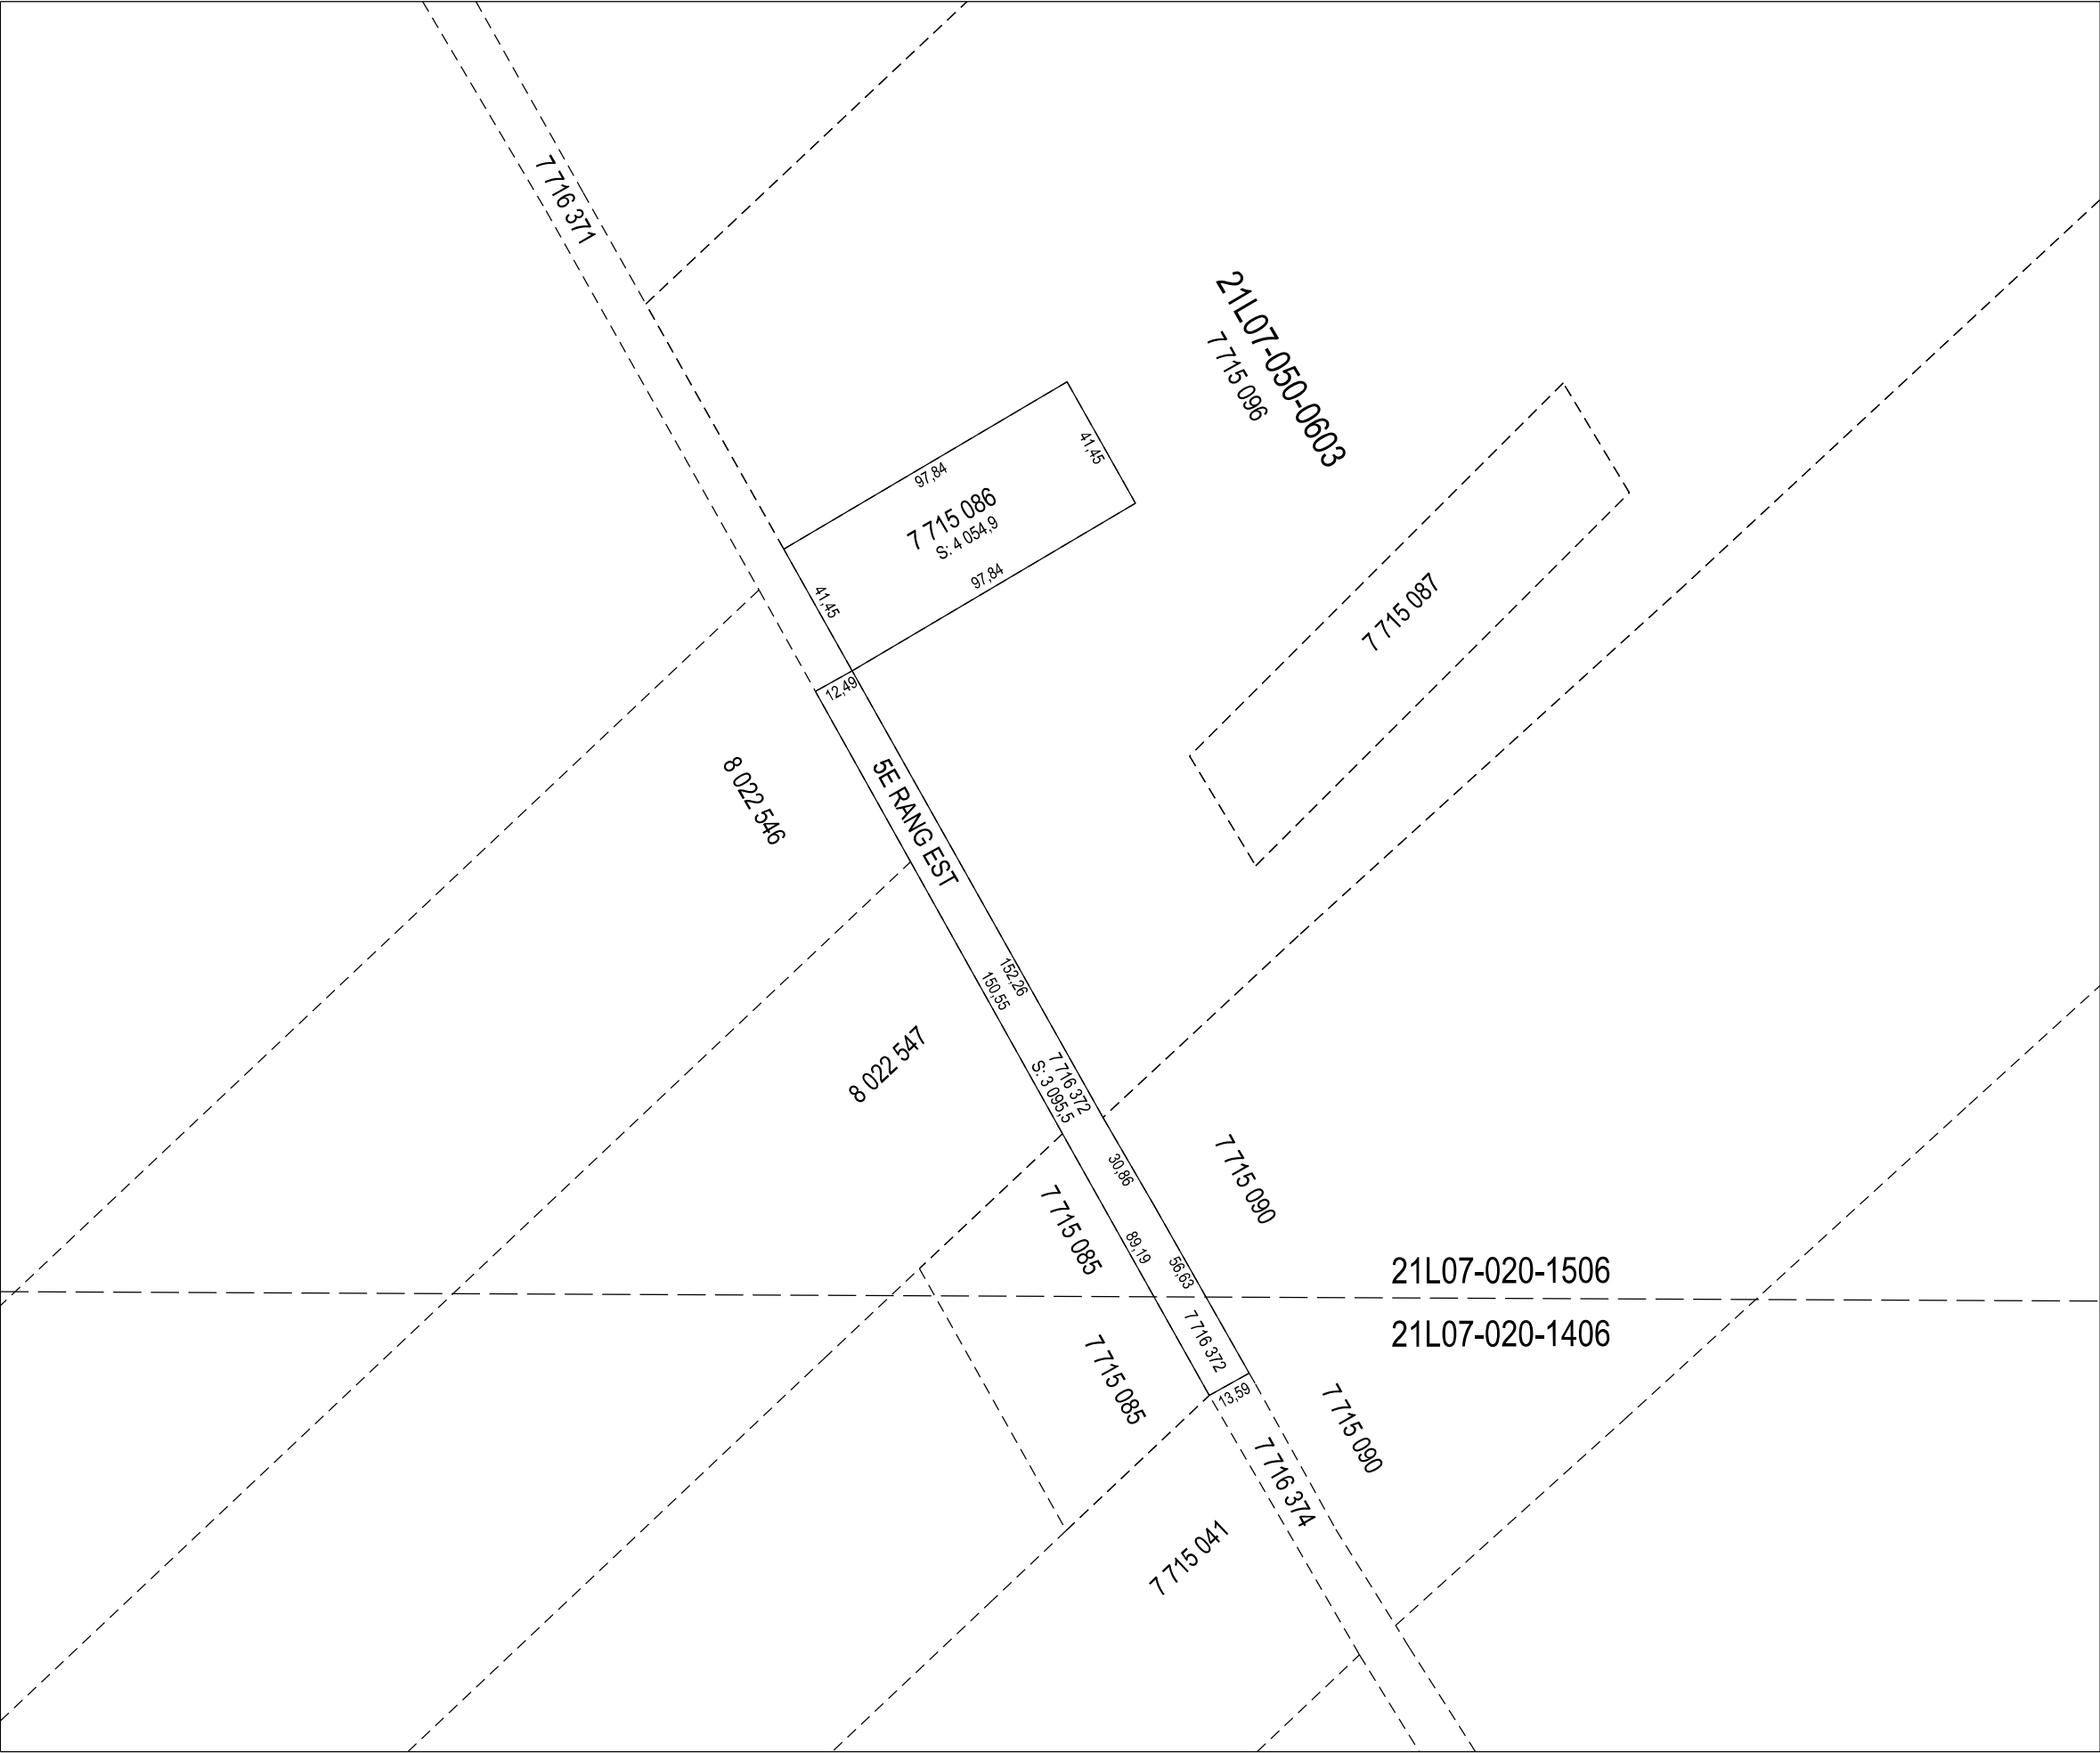 7 716 371
21L07-050-0603
7 715 096
41,45
97,84
7 715 086
S: 4 054,9
97,84
41,45
7 715 087
12,49
5E RANG EST
8 022 546
152,26
150,55
8 022 547
7 716 372
S: 3 095,5
30,86
7 715 090
7 715 085
89,19
56,63
21L07-020-1506
7 716 372
21L07-020-1406
7 715 085
13,59
7 715 090
7 716 374
7 715 041